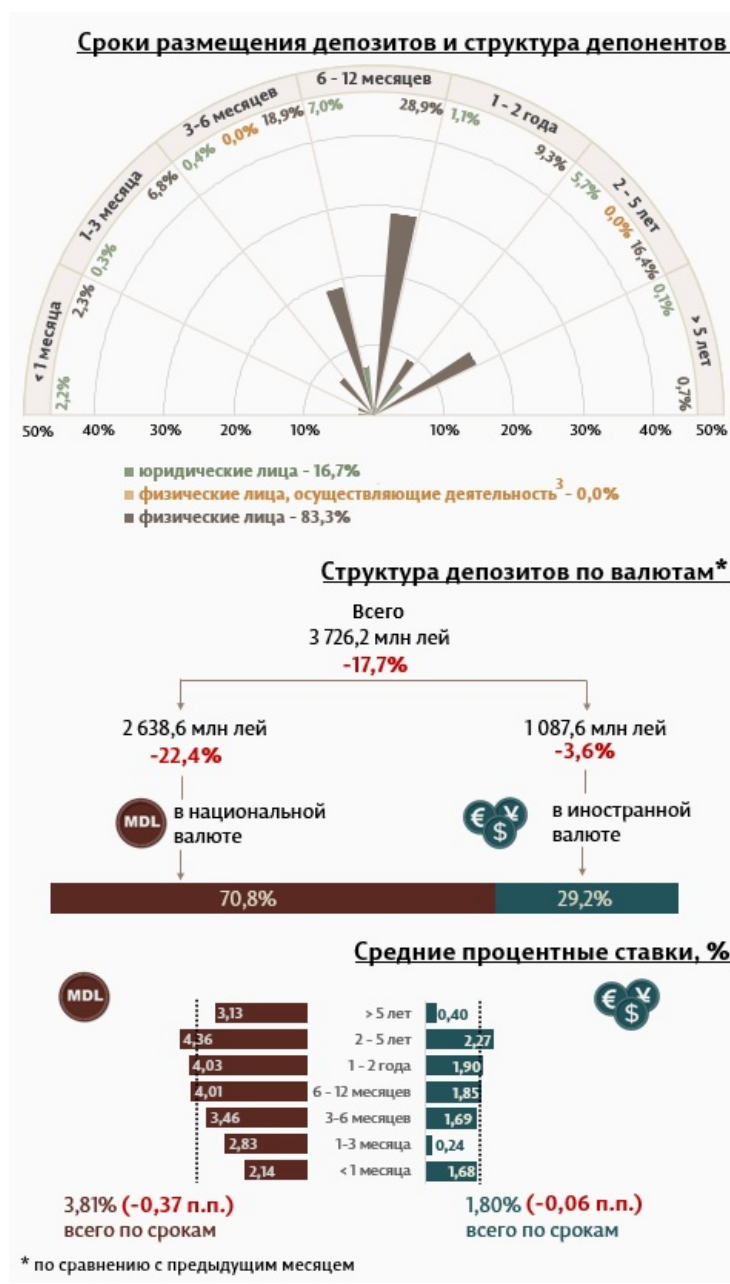 Сроки размещения депозитов и структура депонентов
< 1 месяца
1-3 месяца
3-6 месяцев
6 - 12 месяцев
1 - 2 года
2 - 5 лет
> 5 лет
2,2%
2,3%
0,3%
6,8%
0,4%
0,0%
18,9%
7,0%
28,9%
1,1%
9,3%
5,7%
0,0%
16,4%
0,1%
0,7%
50% 40% 30% 20% 10% 10% 20% 30% 40% 50%
юридические лица - 16,7%
физические лица, осуществляющие деятельность3 - 0,0%
физические лица - 83,3%
Структура депозитов по валютам*
Всего
3 726,2 млн лей
-17,7%
2 638,6 млн лей
-22,4%
1 087,6 млн лей
-3,6%
MDL
в национальной
валюте
€ ¥ $
в иностранной
валюте
70,8% 29,2%
Средние процентные ставки, %
MDL
€ ¥ $
3,13 > 5 лет 0,40
4,36 2 - 5 лет 2,27
4,03 1 - 2 года 1,90
4,01 6 - 12 месяцев 1,85
3,46 3-6 месяцев 1,69
2,83 1-3 месяца 0,24
2,14 < 1 месяца 1,68
3,81% (-0,37 п.п.)
всего по срокам
1,80% (-0,06 п.п.)
всего по срокам
* по сравнению с предыдущим месяцем